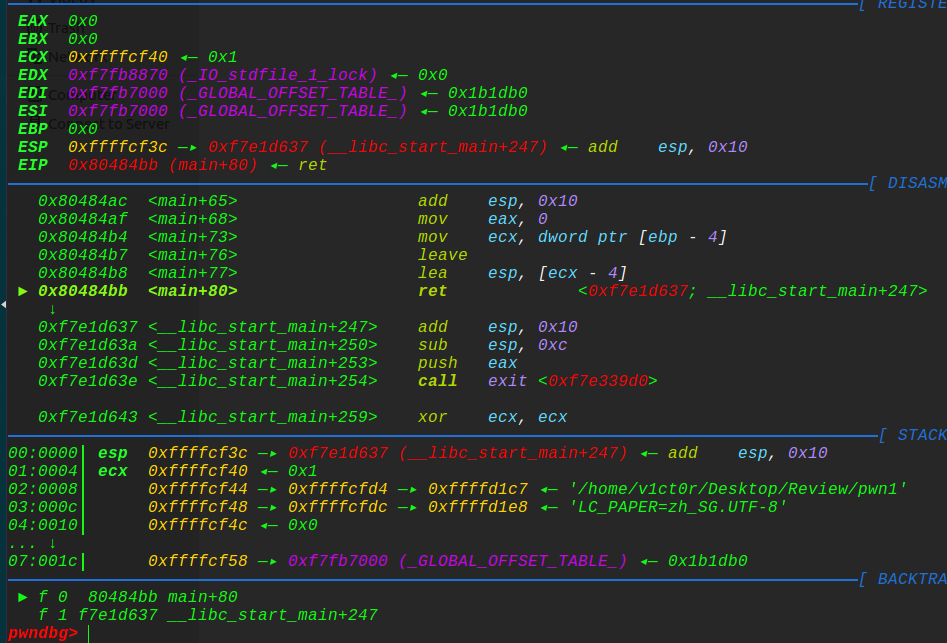 [ REGISTE
EAX 0x0
EBX 0x0
ECX 0xffffcf40 ◂— 0x1
EDX 0xf7fb8870 (_IO_stdfile_1_lock) ◂— 0x0
EDI 0xf7fb7000 (_GLOBAL_OFFSET_TABLE_) ◂— 0x1b1db0
ESI 0xf7fb7000 (_GLOBAL_OFFSET_TABLE_) ◂— 0x1b1db0
EBP 0x0
ESP 0xffffcf3c —▸ 0xf7e1d637 (__libc_start_main+247) ◂— add esp, 0x10
EIP 0x80484bb (main+80) ◂— ret
[ DISASM
0x80484ac <main+65> add esp, 0x10
0x80484af <main+68> mov eax, 0
0x80484b4 <main+73> mov ecx, dword ptr [ebp - 4]
0x80484b7 <main+76> leave
0x80484b8 <main+77> lea esp, [ecx - 4]
► 0x80484bb <main+80> ret <0xf7e1d637; __libc_start_main+247>
↓
0xf7e1d637 <__libc_start_main+247> add esp, 0x10
0xf7e1d63a <__libc_start_main+250> sub esp, 0xc
0xf7e1d63d <__libc_start_main+253> push eax
0xf7e1d63e <__libc_start_main+254> call exit <0xf7e339d0>
0xf7e1d643 <__libc_start_main+259> xor ecx, ecx
[ STACK
00:0000│ esp 0xffffcf3c —▸ 0xf7e1d637 (__libc_start_main+247) ◂— add esp, 0x10
01:0004│ ecx 0xffffcf40 ◂— 0x1
02:0008│ 0xffffcf44 —▸ 0xffffcfd4 —▸ 0xffffd1c7 ◂— '/home/v1ct0r/Desktop/Review/pwn1'
03:000c│ 0xffffcf48 —▸ 0xffffcfdc —▸ 0xffffd1e8 ◂— 'LC_PAPER=zh_SG.UTF-8'
04:0010│ 0xffffcf4c ◂— 0x0
... ↓
07:001c│ 0xffffcf58 —▸ 0xf7fb7000 (_GLOBAL_OFFSET_TABLE_) ◂— 0x1b1db0
[ BACKTRA
► f 0 80484bb main+80
f 1 f7e1d637 __libc_start_main+247
pwndbg>